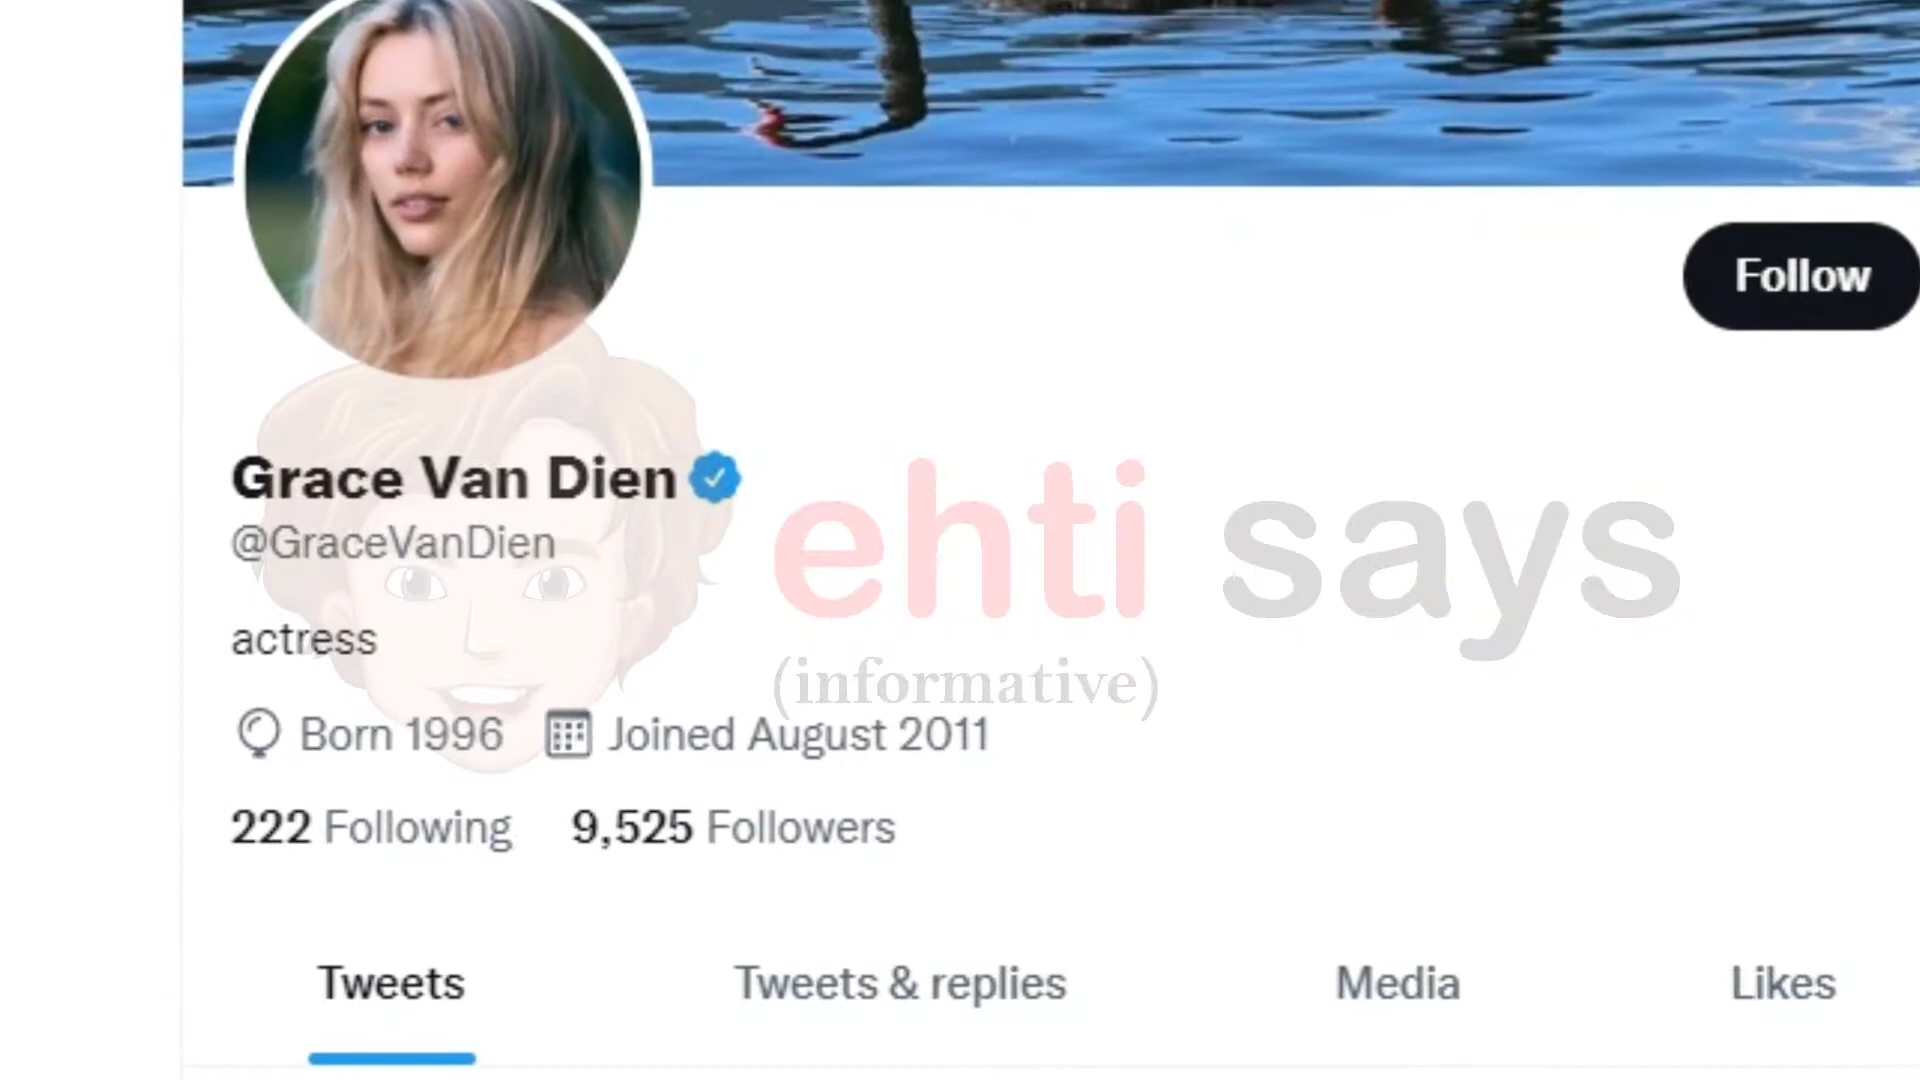 Follow
Grace Van Dien
@GraceVanDien
ehti says
actress
(informative)
Born 1996 Joined August 2011
222 Following 9,525 Followers
Tweets Tweets & replies Media Likes